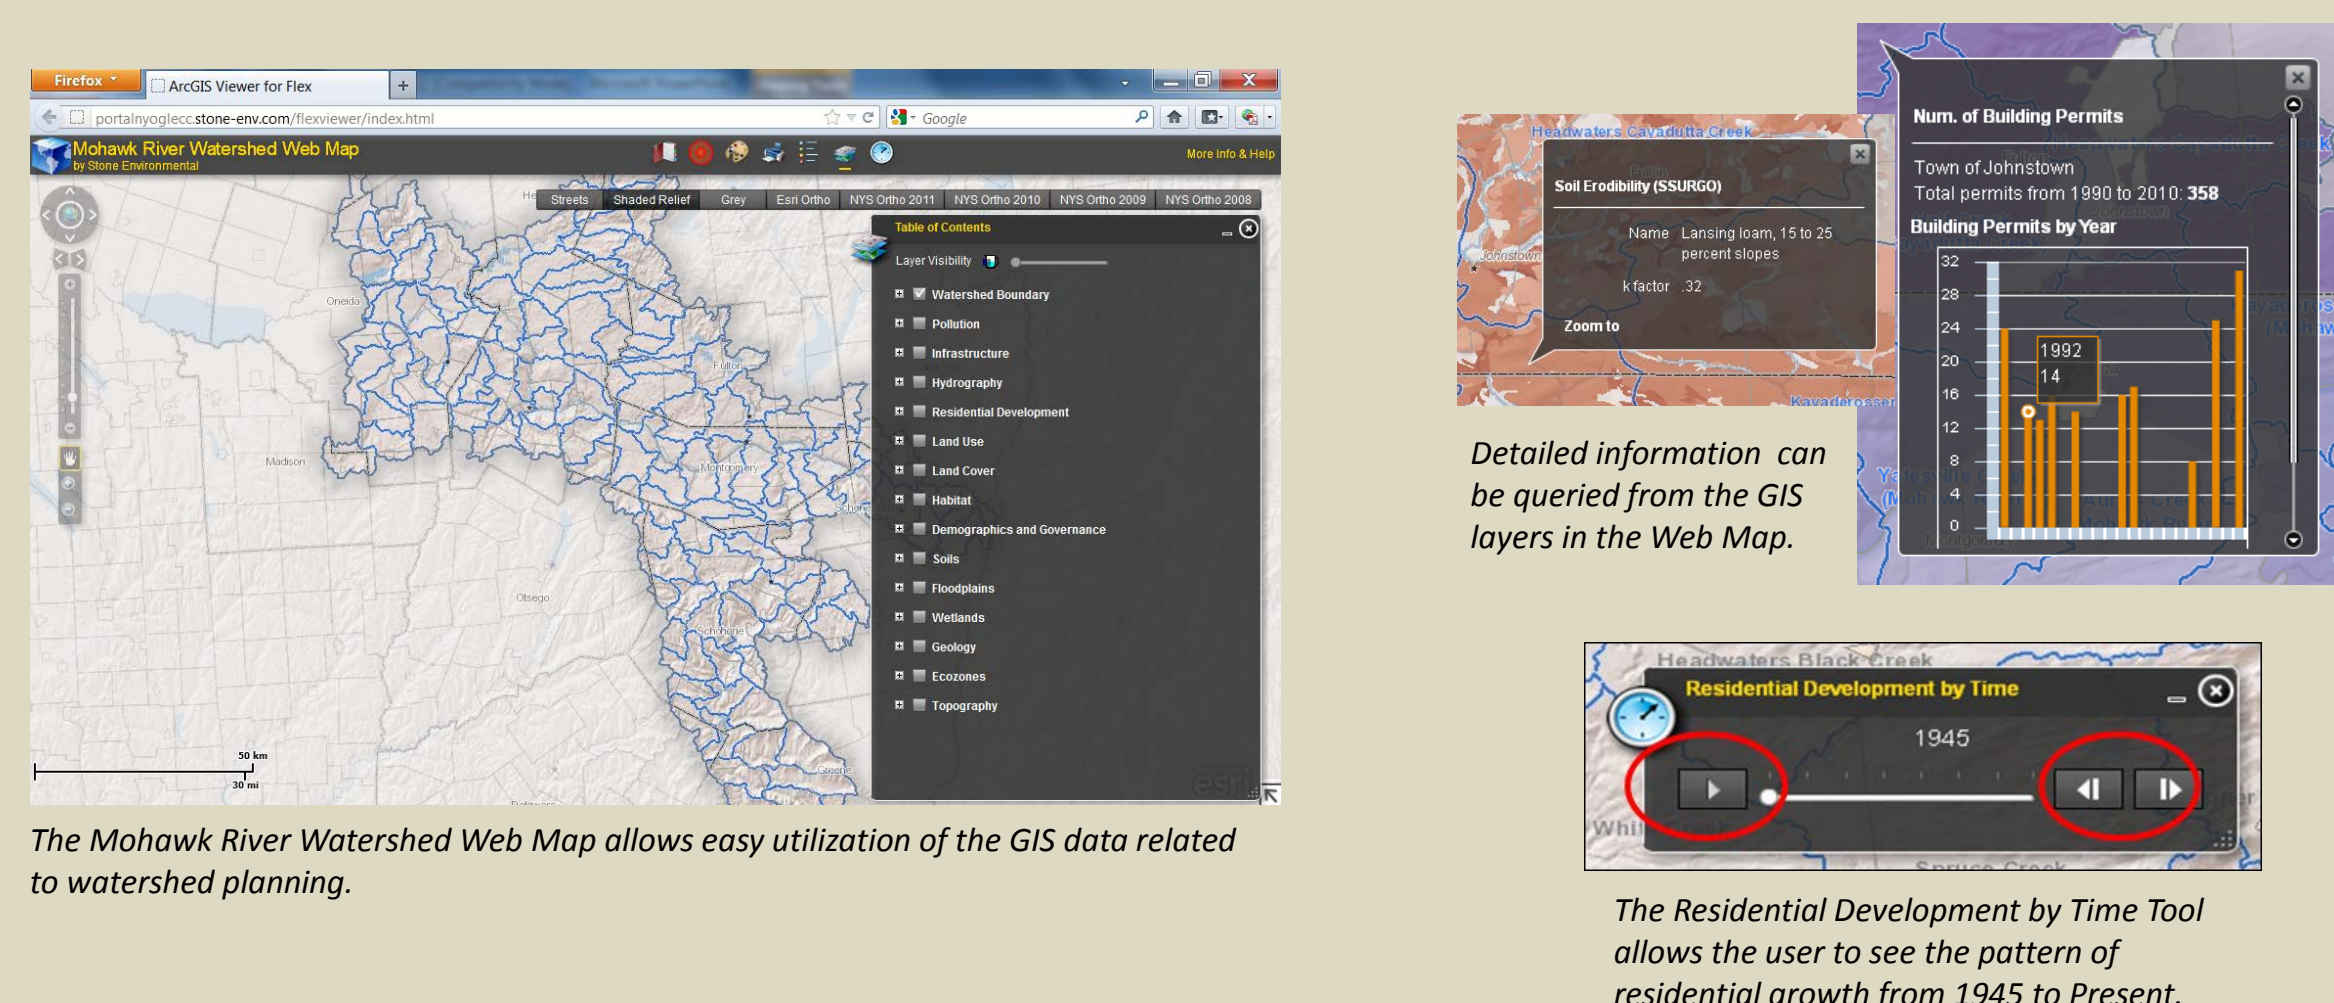 Firefox
ArcGIS Viewer for Flex
+
portalnyoglecc.stone-env.com/flexviewer/index.html
Google
Mohawk River Watershed Web Map
by Stone Environmental
More Info & Help
Streets
Shaded Relief
Grey
Esri Ortho
NYS Ortho 2011
NYS Ortho 2010
NYS Ortho 2009
NYS Ortho 2008
Table of Contents
Layer Visibility
Watershed Boundary
Pollution
Infrastructure
Hydrography
Residential Development
Land Use
Land Cover
Habitat
Demographics and Governance
Soils
Floodplains
Wetlands
Geology
Ecozones
Topography
Oneida
Fulton
Madison
Montgomery
Otsego
Schoharie
Greene
50 km
30 mi
esri
The Mohawk River Watershed Web Map allows easy utilization of the GIS data related
to watershed planning.
Headwaters Cayadutta Creek
Johnstown
Soil Erodibility (SSURGO)
Name Lansing loam, 15 to 25
percent slopes
k factor .32
Zoom to
Detailed information can
be queried from the GIS
layers in the Web Map.
Num. of Building Permits
Town of Johnstown
Total permits from 1990 to 2010: 358
Building Permits by Year
32
28
24
20
16
12
8
4
0
1992
14
Headwaters Black Creek
Residential Development by Time
1945
Spruce Creek
The Residential Development by Time Tool
allows the user to see the pattern of
residential growth from 1945 to Present.